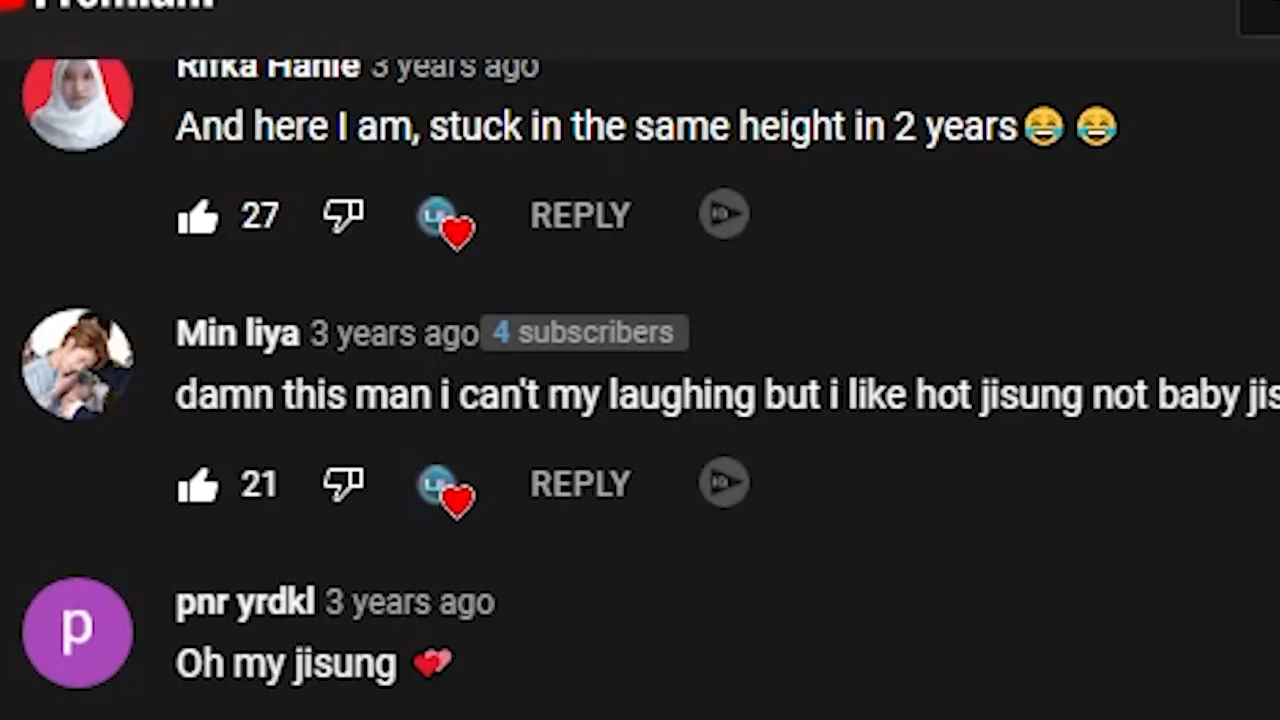 Premium
Rifka Hanie 3 years ago
And here I am, stuck in the same height in 2 years😂 😂
27 REPLY
Min liya 3 years ago 4 subscribers
damn this man i can't my laughing but i like hot jisung not baby jis
21 REPLY
p
pnr yrdkl 3 years ago
Oh my jisung 💕